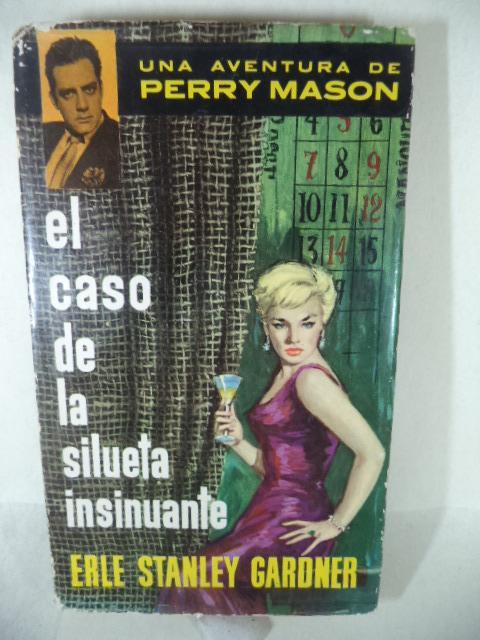 UNA AVENTURA DE
PERRY MASON
4 5 6
7 8 9
10 11 12
13 14 15
el
caso
de
la
silueta
insinuante
ERLE STANLEY GARDNER